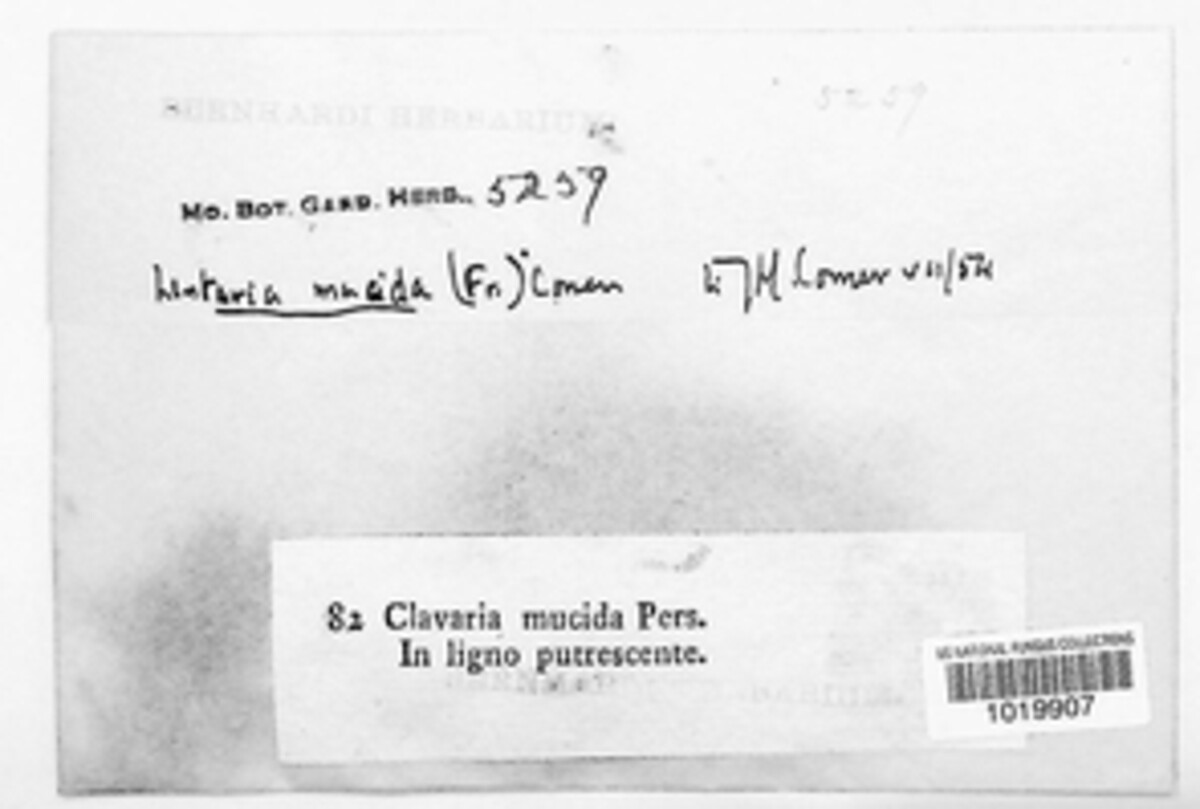 BERNHARDI HERBARIUM
5259
MO. BOT. GARD. HERB. 5259
Lentaria mucida (Fr.) Corner
82 Clavaria mucida Pers.
In ligno putrescente.
US NATIONAL FUNGUS COLLECTIONS
1019907